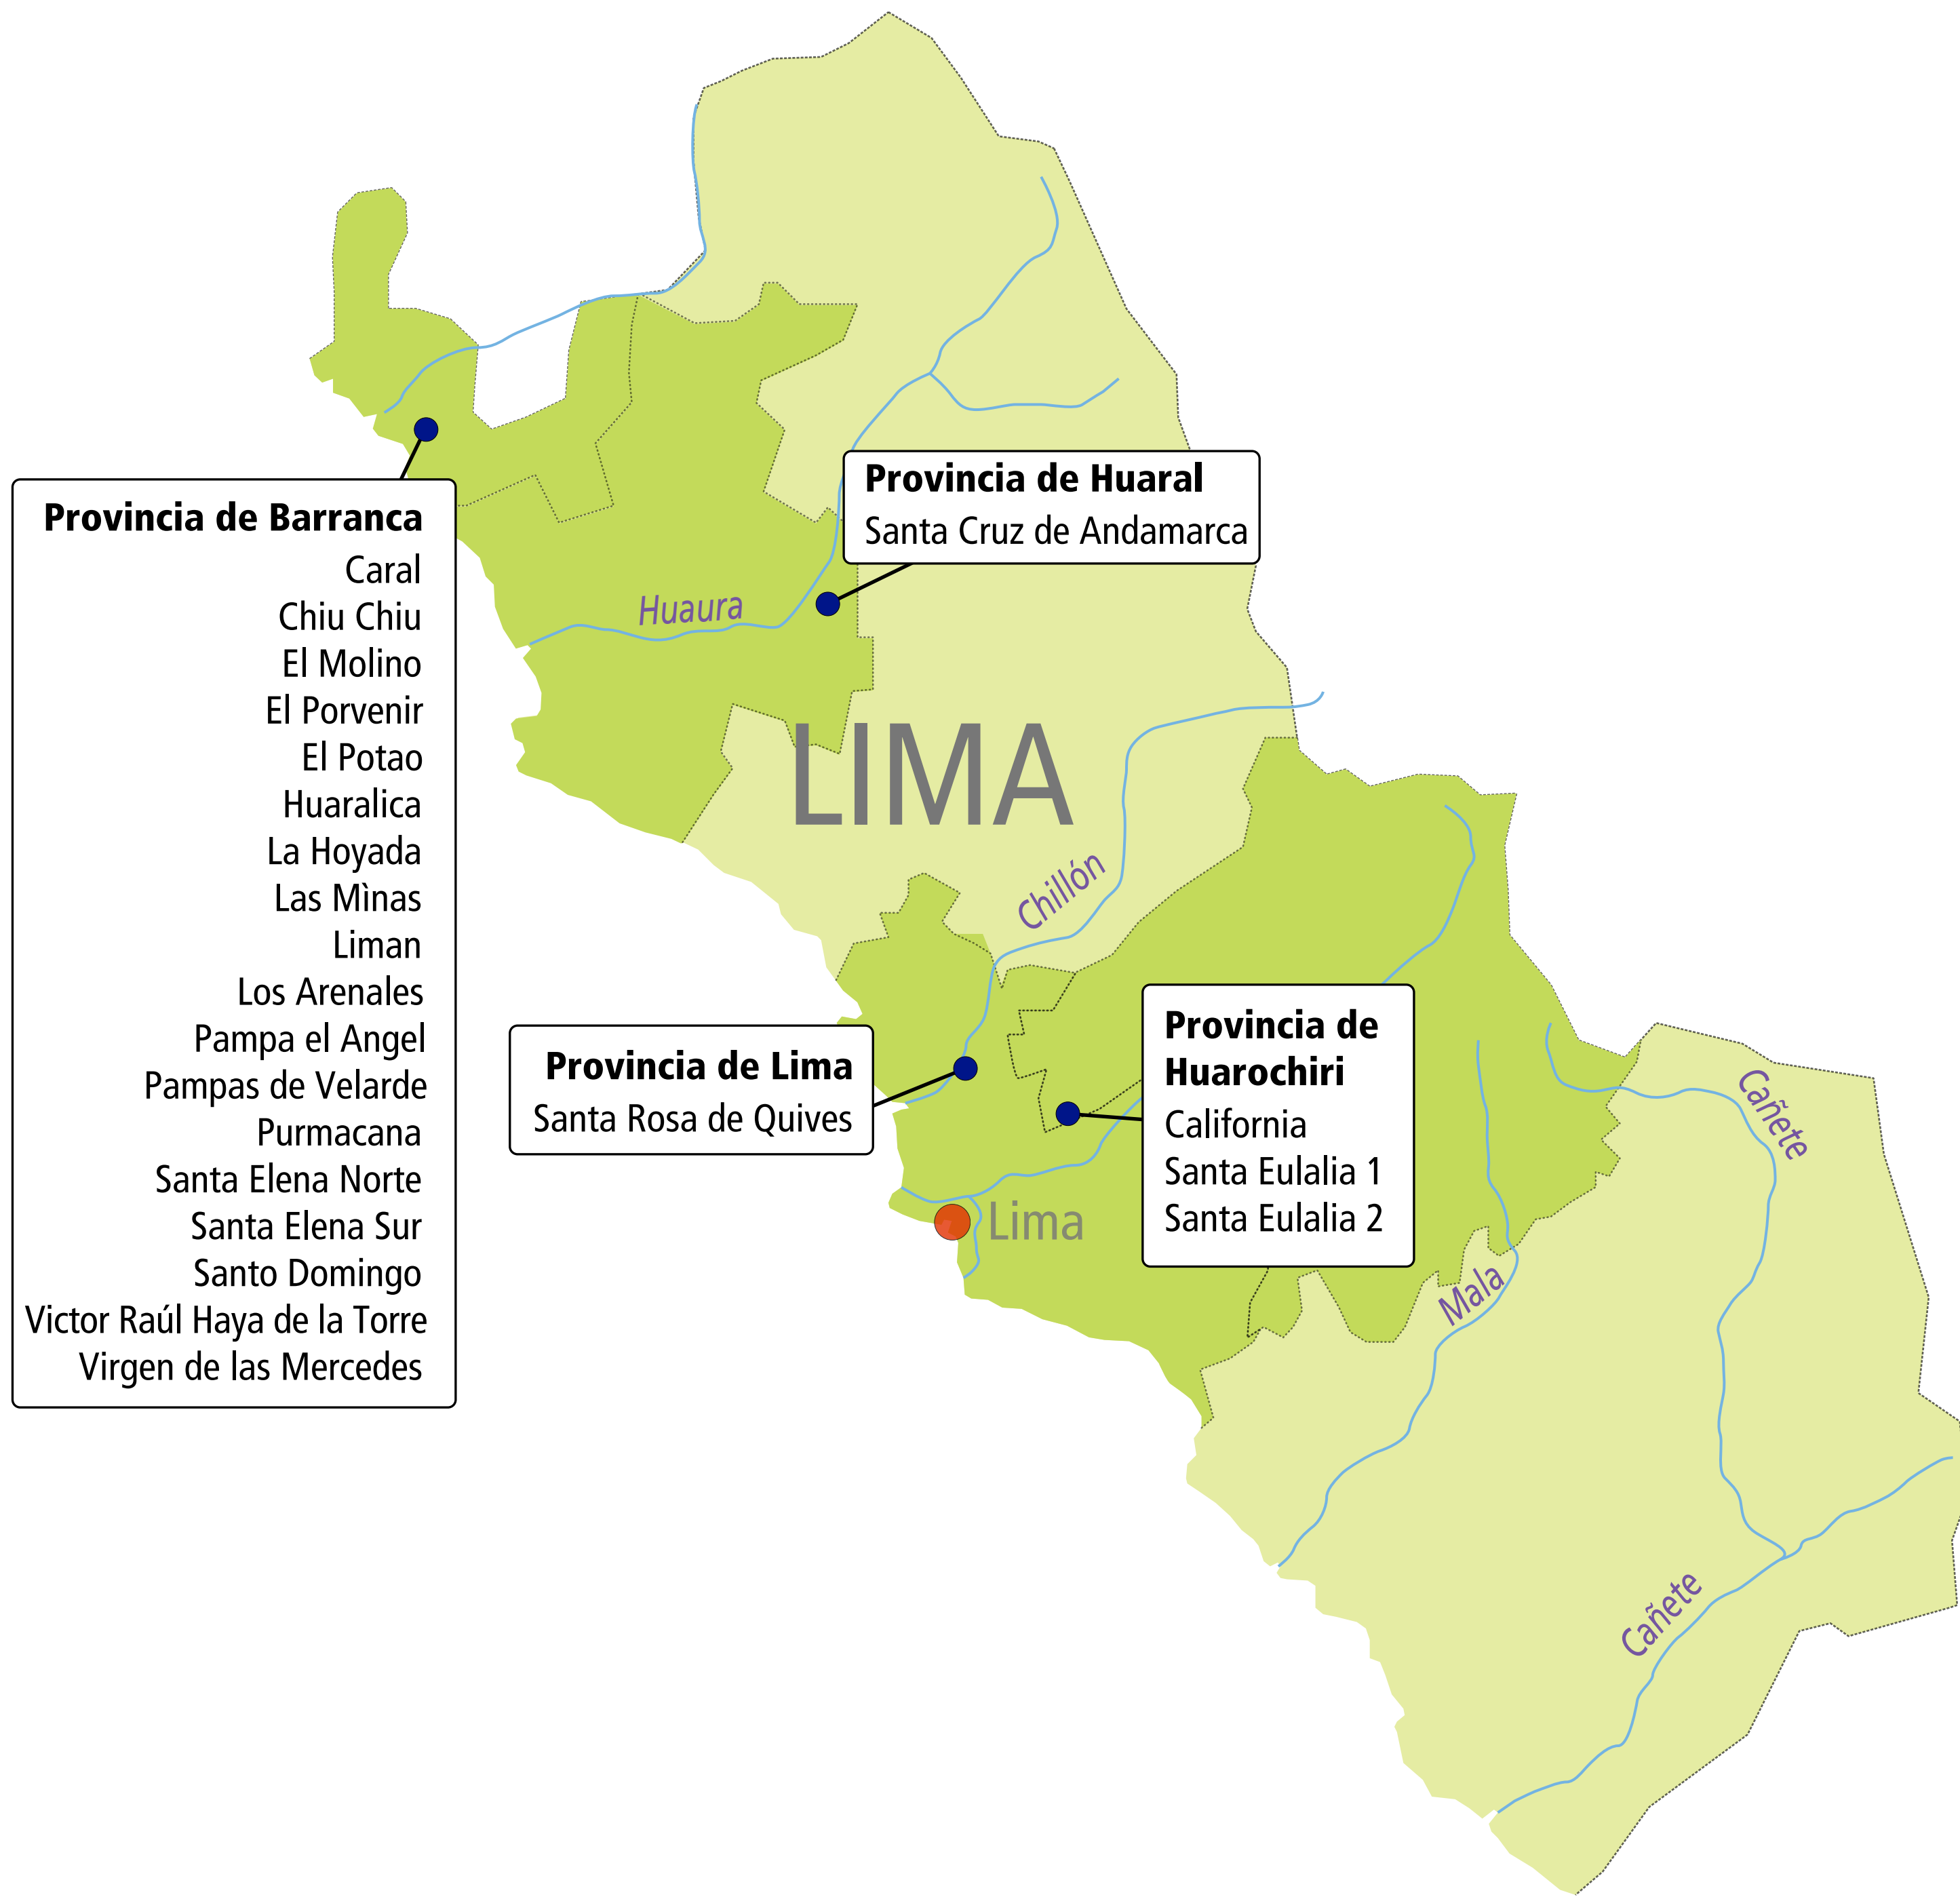 Provincia de Huaral
Santa Cruz de Andamarca
Provincia de Barranca
Caral
Chiu Chiu
El Molino
El Porvenir
El Potao
Huaralica
La Hoyada
Las Mìnas
Liman
Los Arenales
Pampa el Angel
Pampas de Velarde
Purmacana
Santa Elena Norte
Santa Elena Sur
Santo Domingo
Victor Raúl Haya de la Torre
Virgen de las Mercedes
Huaura
LIMA
Chillón
Provincia de Lima
Santa Rosa de Quives
Provincia de
Huarochiri
California
Santa Eulalia 1
Santa Eulalia 2
Lima
Cañete
Mala
Cañete